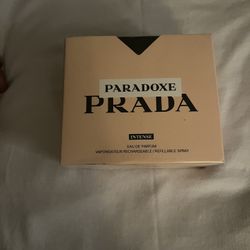 PARADOXE
PRADA
INTENSE
EAU DE PARFUM
VAPORISATEUR RECHARGEABLE / REFILLABLE SPRAY